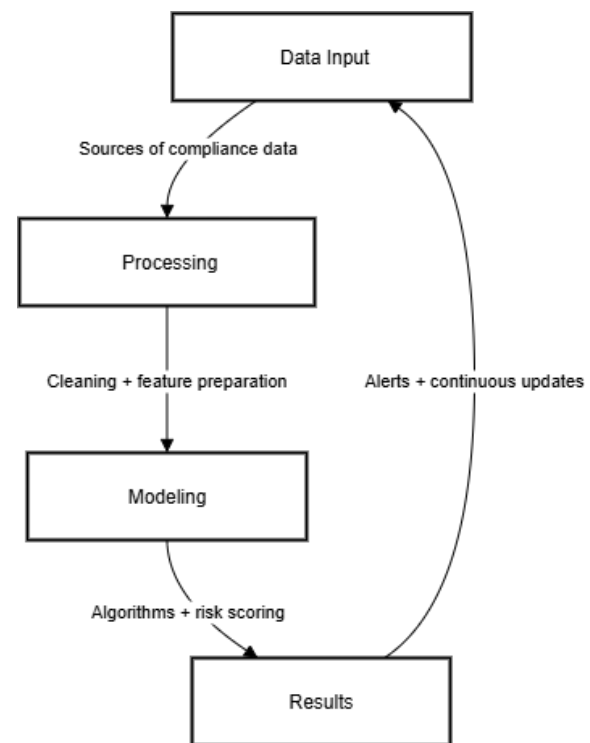 Data Input
Sources of compliance data
Processing
Cleaning + feature preparation
Alerts + continuous updates
Modeling
Algorithms + risk scoring
Results